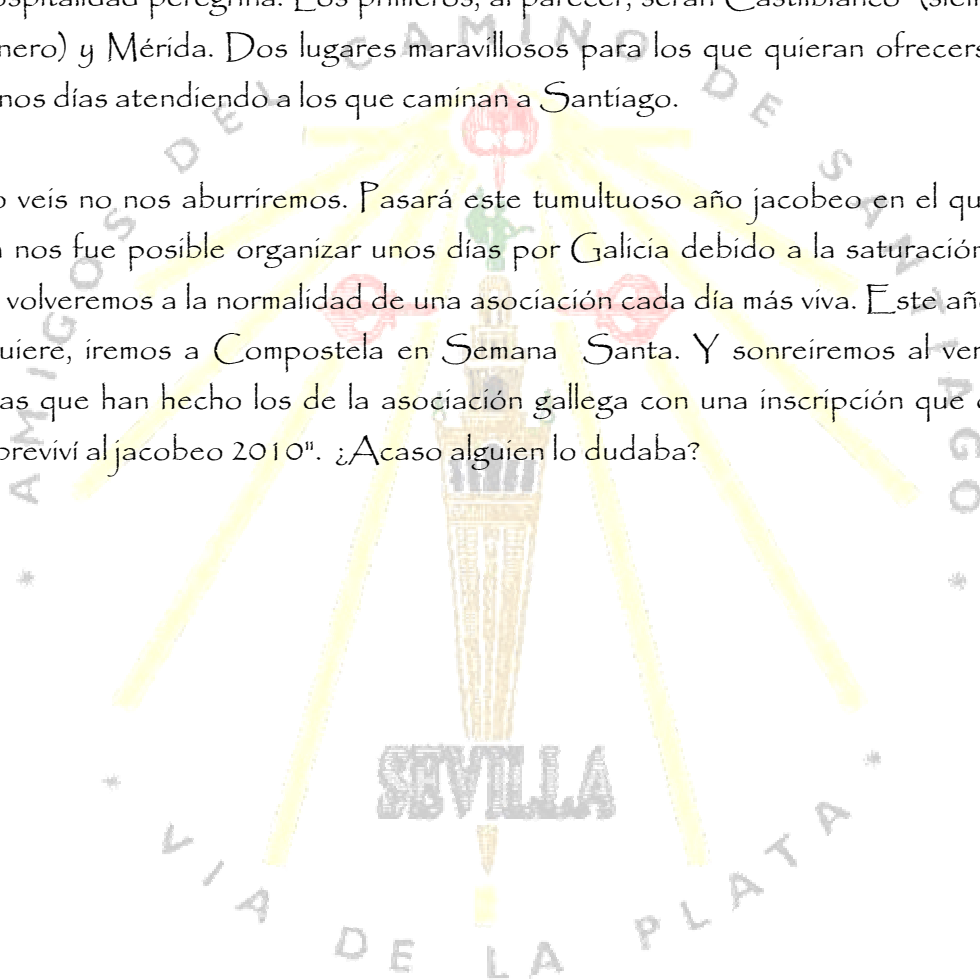 ospitalidad peregrina. Los primeros, al parecer, serán Castilblanco (siem
nero) y Mérida. Dos lugares maravillosos para los que quieran ofrecers
nos días atendiendo a los que caminan a Santiago.
o veis no nos aburriremos. Pasará este tumultuoso año jacobeo en el qu
nos fue posible organizar unos días por Galicia debido a la saturación
volveremos a la normalidad de una asociación cada día más viva. Este añ
uiere, iremos a Compostela en Semana Santa. Y sonreiremos al ver
as que han hecho los de la asociación gallega con una inscripción que
breviví al jacobeo 2010". ¿Acaso alguien lo dudaba?
* AMIGOS DEL CAMINO DE SANTIAGO *
SEVILLA
* VIA DE LA PLATA *